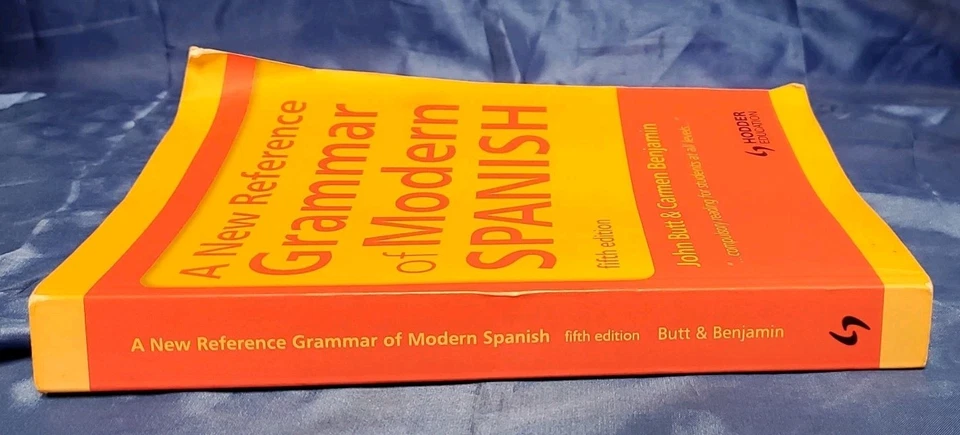 A New Reference
Grammar
of Modern
SPANISH
fifth edition
John Butt & Carmen Benjamin
"...compulsory reading for students at all levels..."
HODDER
EDUCATION
A New Reference Grammar of Modern Spanish fifth edition Butt & Benjamin